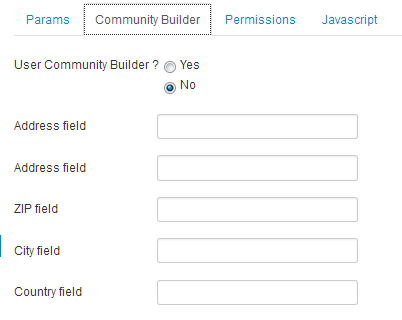 Params Community Builder Permissions Javascript
User Community Builder ? Yes
No
Address field
Address field
ZIP field
City field
Country field